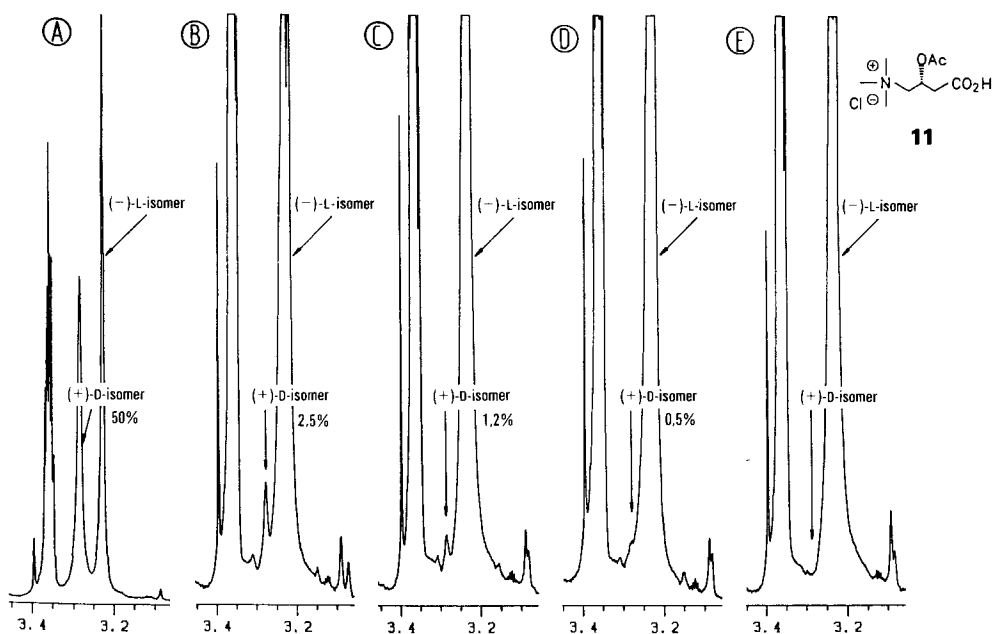 A
B
C
D
E
(−)-L-isomer
(−)-L-isomer
(−)-L-isomer
(−)-L-isomer
(−)-L-isomer
(+)-D-isomer
50%
(+)-D-isomer
2,5%
(+)-D-isomer
1,2%
(+)-D-isomer
0,5%
(+)-D-isomer
⊕
N
Cl ⊖
OAc
CO₂H
11
3.4 3.2
3.4 3.2
3.4 3.2
3.4 3.2
3.4 3.2